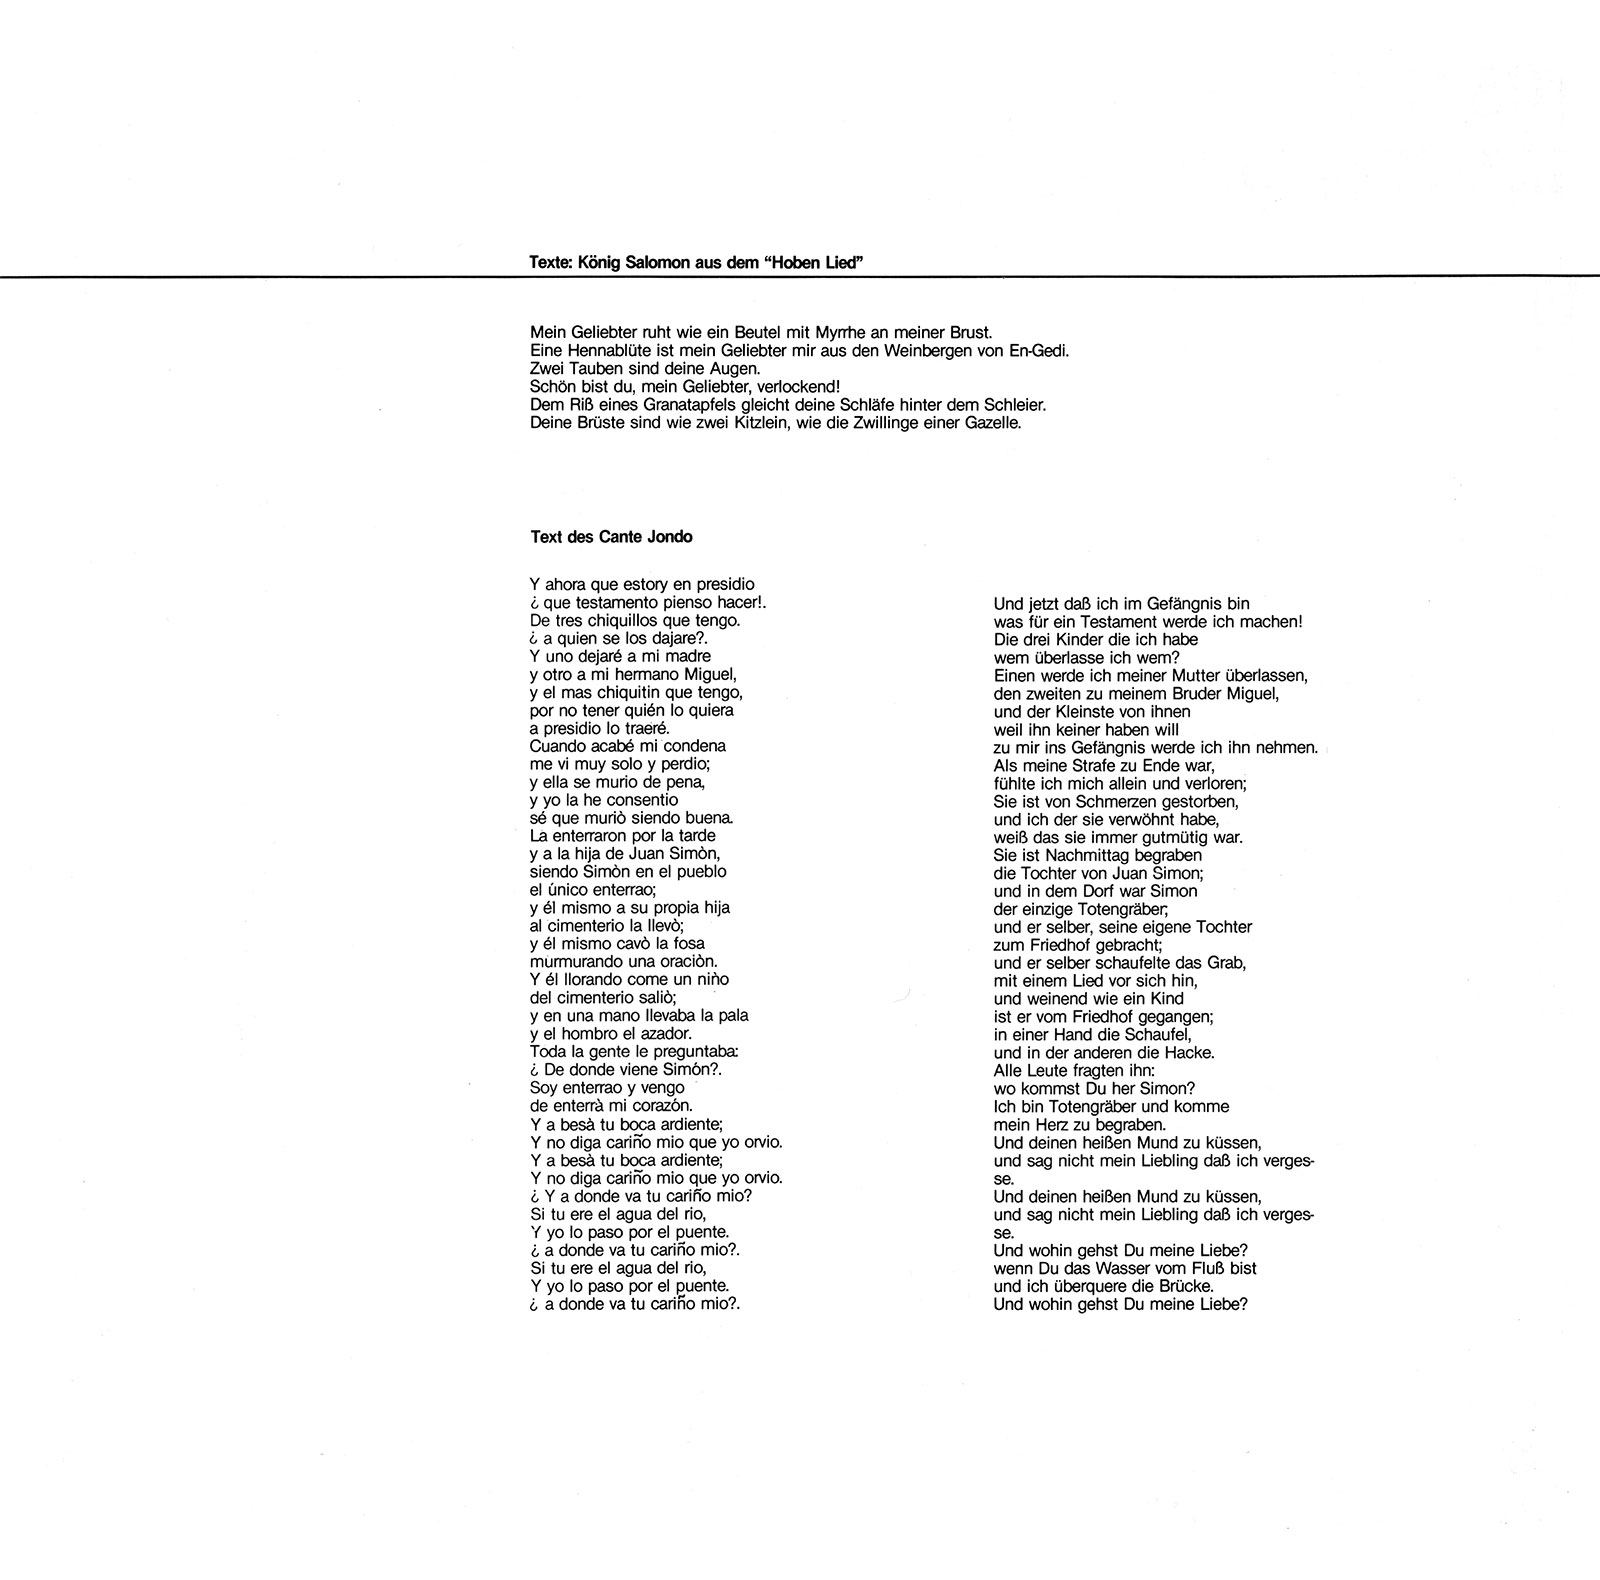 Texte: König Salomon aus dem “Hoben Lied”
Mein Geliebter ruht wie ein Beutel mit Myrrhe an meiner Brust.
Eine Hennablüte ist mein Geliebter mir aus den Weinbergen von En-Gedi.
Zwei Tauben sind deine Augen.
Schön bist du, mein Geliebter, verlockend!
Dem Riß eines Granatapfels gleicht deine Schläfe hinter dem Schleier.
Deine Brüste sind wie zwei Kitzlein, wie die Zwillinge einer Gazelle.
Text des Cante Jondo
Y ahora que estory en presidio
¿ que testamento pienso hacer!.
De tres chiquillos que tengo.
¿ a quien se los dajare?.
Y uno dejaré a mi madre
y otro a mi hermano Miguel,
y el mas chiquitin que tengo,
por no tener quién lo quiera
a presidio lo traeré.
Cuando acabé mi condena
me vi muy solo y perdio;
y ella se murio de pena,
y yo la he consentio
sé que muriò siendo buena.
La enterraron por la tarde
y a la hija de Juan Simòn,
siendo Simòn en el pueblo
el único enterrao;
y él mismo a su propia hija
al cimenterio la llevò;
y él mismo cavò la fosa
murmurando una oraciòn.
Y él llorando come un niǹo
del cimenterio saliò;
y en una mano llevaba la pala
y el hombro el azador.
Toda la gente le preguntaba:
¿ De donde viene Simón?.
Soy enterrao y vengo
de enterrà mi corazón.
Y a besà tu boca ardiente;
Y no diga cariño mio que yo orvio.
Y a besà tu boca ardiente;
Y no diga cariño mio que yo orvio.
¿ Y a donde va tu cariño mio?
Si tu ere el agua del rio,
Y yo lo paso por el puente.
¿ a donde va tu cariño mio?.
Si tu ere el agua del rio,
Y yo lo paso por el puente.
¿ a donde va tu cariño mio?.
Und jetzt daß ich im Gefängnis bin
was für ein Testament werde ich machen!
Die drei Kinder die ich habe
wem überlasse ich wem?
Einen werde ich meiner Mutter überlassen,
den zweiten zu meinem Bruder Miguel,
und der Kleinste von ihnen
weil ihn keiner haben will
zu mir ins Gefängnis werde ich ihn nehmen.
Als meine Strafe zu Ende war,
fühlte ich mich allein und verloren;
Sie ist von Schmerzen gestorben,
und ich der sie verwöhnt habe,
weiß das sie immer gutmütig war.
Sie ist Nachmittag begraben
die Tochter von Juan Simon;
und in dem Dorf war Simon
der einzige Totengräber;
und er selber, seine eigene Tochter
zum Friedhof gebracht;
und er selber schaufelte das Grab,
mit einem Lied vor sich hin,
und weinend wie ein Kind
ist er vom Friedhof gegangen;
in einer Hand die Schaufel,
und in der anderen die Hacke.
Alle Leute fragten ihn:
wo kommst Du her Simon?
Ich bin Totengräber und komme
mein Herz zu begraben.
Und deinen heißen Mund zu küssen,
und sag nicht mein Liebling daß ich verges-
se.
Und deinen heißen Mund zu küssen,
und sag nicht mein Liebling daß ich verges-
se.
Und wohin gehst Du meine Liebe?
wenn Du das Wasser vom Fluß bist
und ich überquere die Brücke.
Und wohin gehst Du meine Liebe?